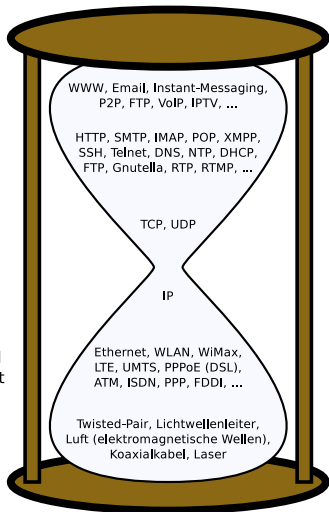 WWW, Email, Instant-Messaging,
P2P, FTP, VoIP, IPTV, ...
HTTP, SMTP, IMAP, POP, XMPP,
SSH, Telnet, DNS, NTP, DHCP,
FTP, Gnutella, RTP, RTMP, ...
TCP, UDP
IP
Ethernet, WLAN, WiMax,
LTE, UMTS, PPPoE (DSL),
ATM, ISDN, PPP, FDDI, ...
Twisted-Pair, Lichtwellenleiter,
Luft (elektromagnetische Wellen),
Koaxialkabel, Laser